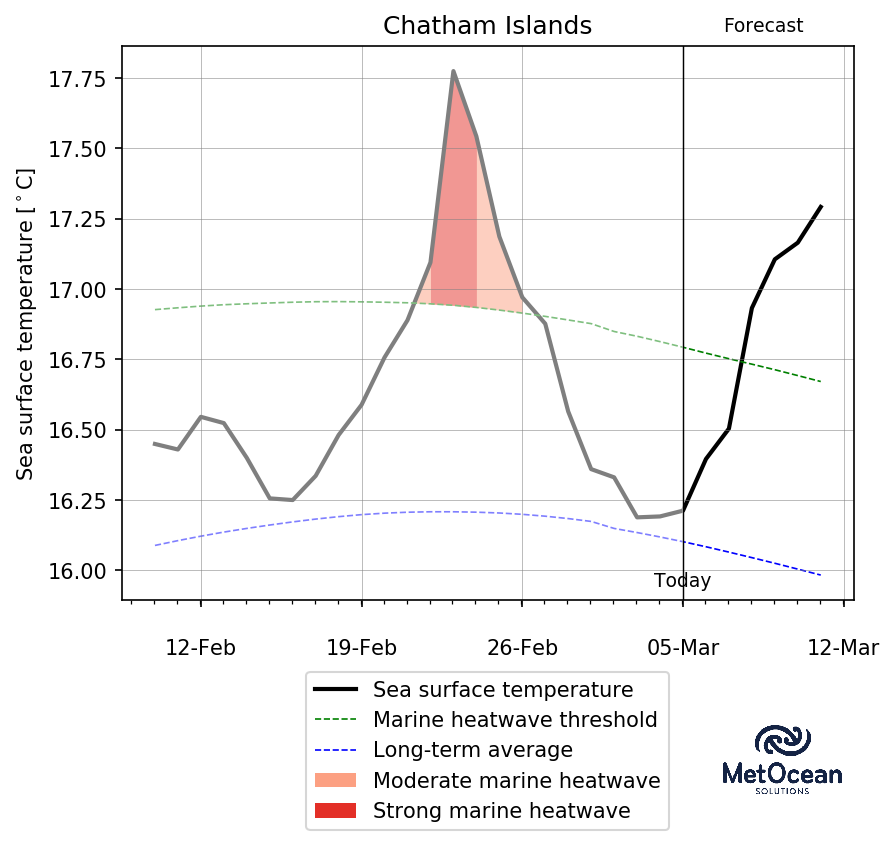 Chatham Islands
Forecast
Sea surface temperature [°C]
17.75
17.50
17.25
17.00
16.75
16.50
16.25
16.00
Today
12-Feb
19-Feb
26-Feb
05-Mar
12-Mar
Sea surface temperature
Marine heatwave threshold
Long-term average
Moderate marine heatwave
Strong marine heatwave
MetOcean
SOLUTIONS